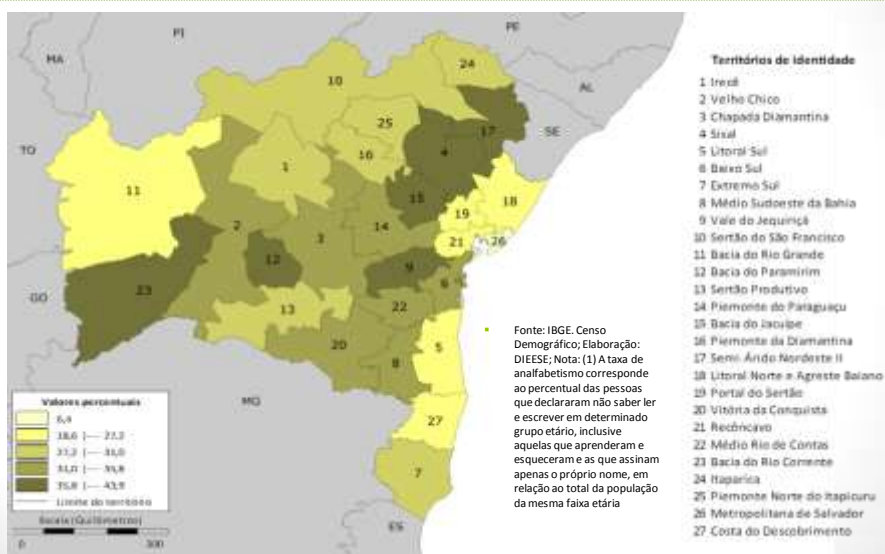 PI
PE
MA
AL
TO
SE
GO
MG
ES
24
10
25
17
4
16
1
11
15
18
19
2
14
3
21
26
12
9
6
23
13
22
5
20
8
27
7
Valores percentuais
6,4
18,6 |--- 27,2
27,2 |--- 31,0
31,0 |--- 35,8
35,8 |--- 43,9
Limite do território
Escala (Quilômetros)
0 300
Fonte: IBGE. Censo
Demográfico; Elaboração:
DIEESE; Nota: (1) A taxa de
analfabetismo corresponde
ao percentual das pessoas
que declararam não saber ler
e escrever em determinado
grupo etário, inclusive
aquelas que aprenderam e
esqueceram e as que assinam
apenas o próprio nome, em
relação ao total da população
da mesma faixa etária
Territórios de Identidade
1 Irecê
2 Velho Chico
3 Chapada Diamantina
4 Sisal
5 Litoral Sul
6 Baixo Sul
7 Extremo Sul
8 Médio Sudoeste da Bahia
9 Vale do Jequiriçá
10 Sertão do São Francisco
11 Bacia do Rio Grande
12 Bacia do Paramirim
13 Sertão Produtivo
14 Piemonte do Paraguaçu
15 Bacia do Jacuípe
16 Piemonte da Diamantina
17 Semi-Árido Nordeste II
18 Litoral Norte e Agreste Baiano
19 Portal do Sertão
20 Vitória da Conquista
21 Recôncavo
22 Médio Rio de Contas
23 Bacia do Rio Corrente
24 Itaparica
25 Piemonte Norte do Itapicuru
26 Metropolitana de Salvador
27 Costa do Descobrimento